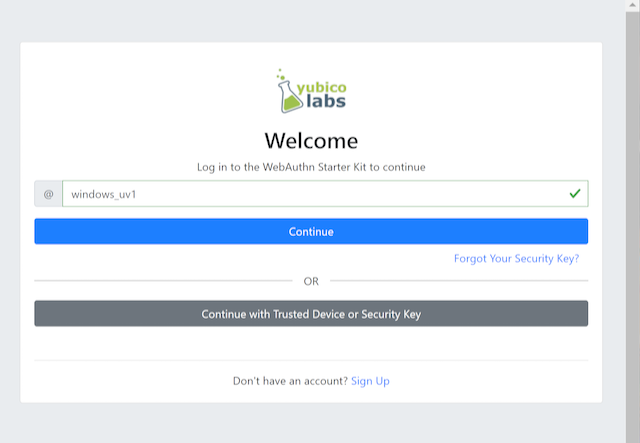 yubico
labs
Welcome
Log in to the WebAuthn Starter Kit to continue
@ windows_uv1
Continue
Forgot Your Security Key?
OR
Continue with Trusted Device or Security Key
Don't have an account? Sign Up